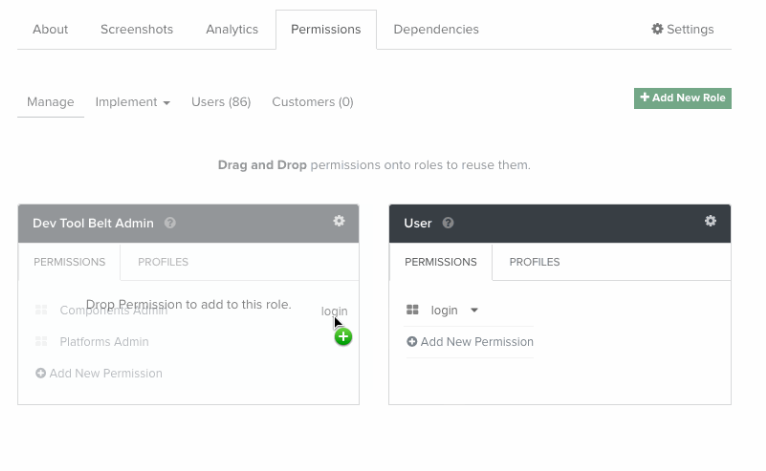 About Screenshots Analytics Permissions Dependencies Settings
Manage Implement Users (86) Customers (0) Add New Role
Drag and Drop permissions onto roles to reuse them.
Dev Tool Belt Admin
PERMISSIONS PROFILES
Drop Permission to add to this role.
Components Admin
login
Platforms Admin
Add New Permission
User
PERMISSIONS PROFILES
login
Add New Permission